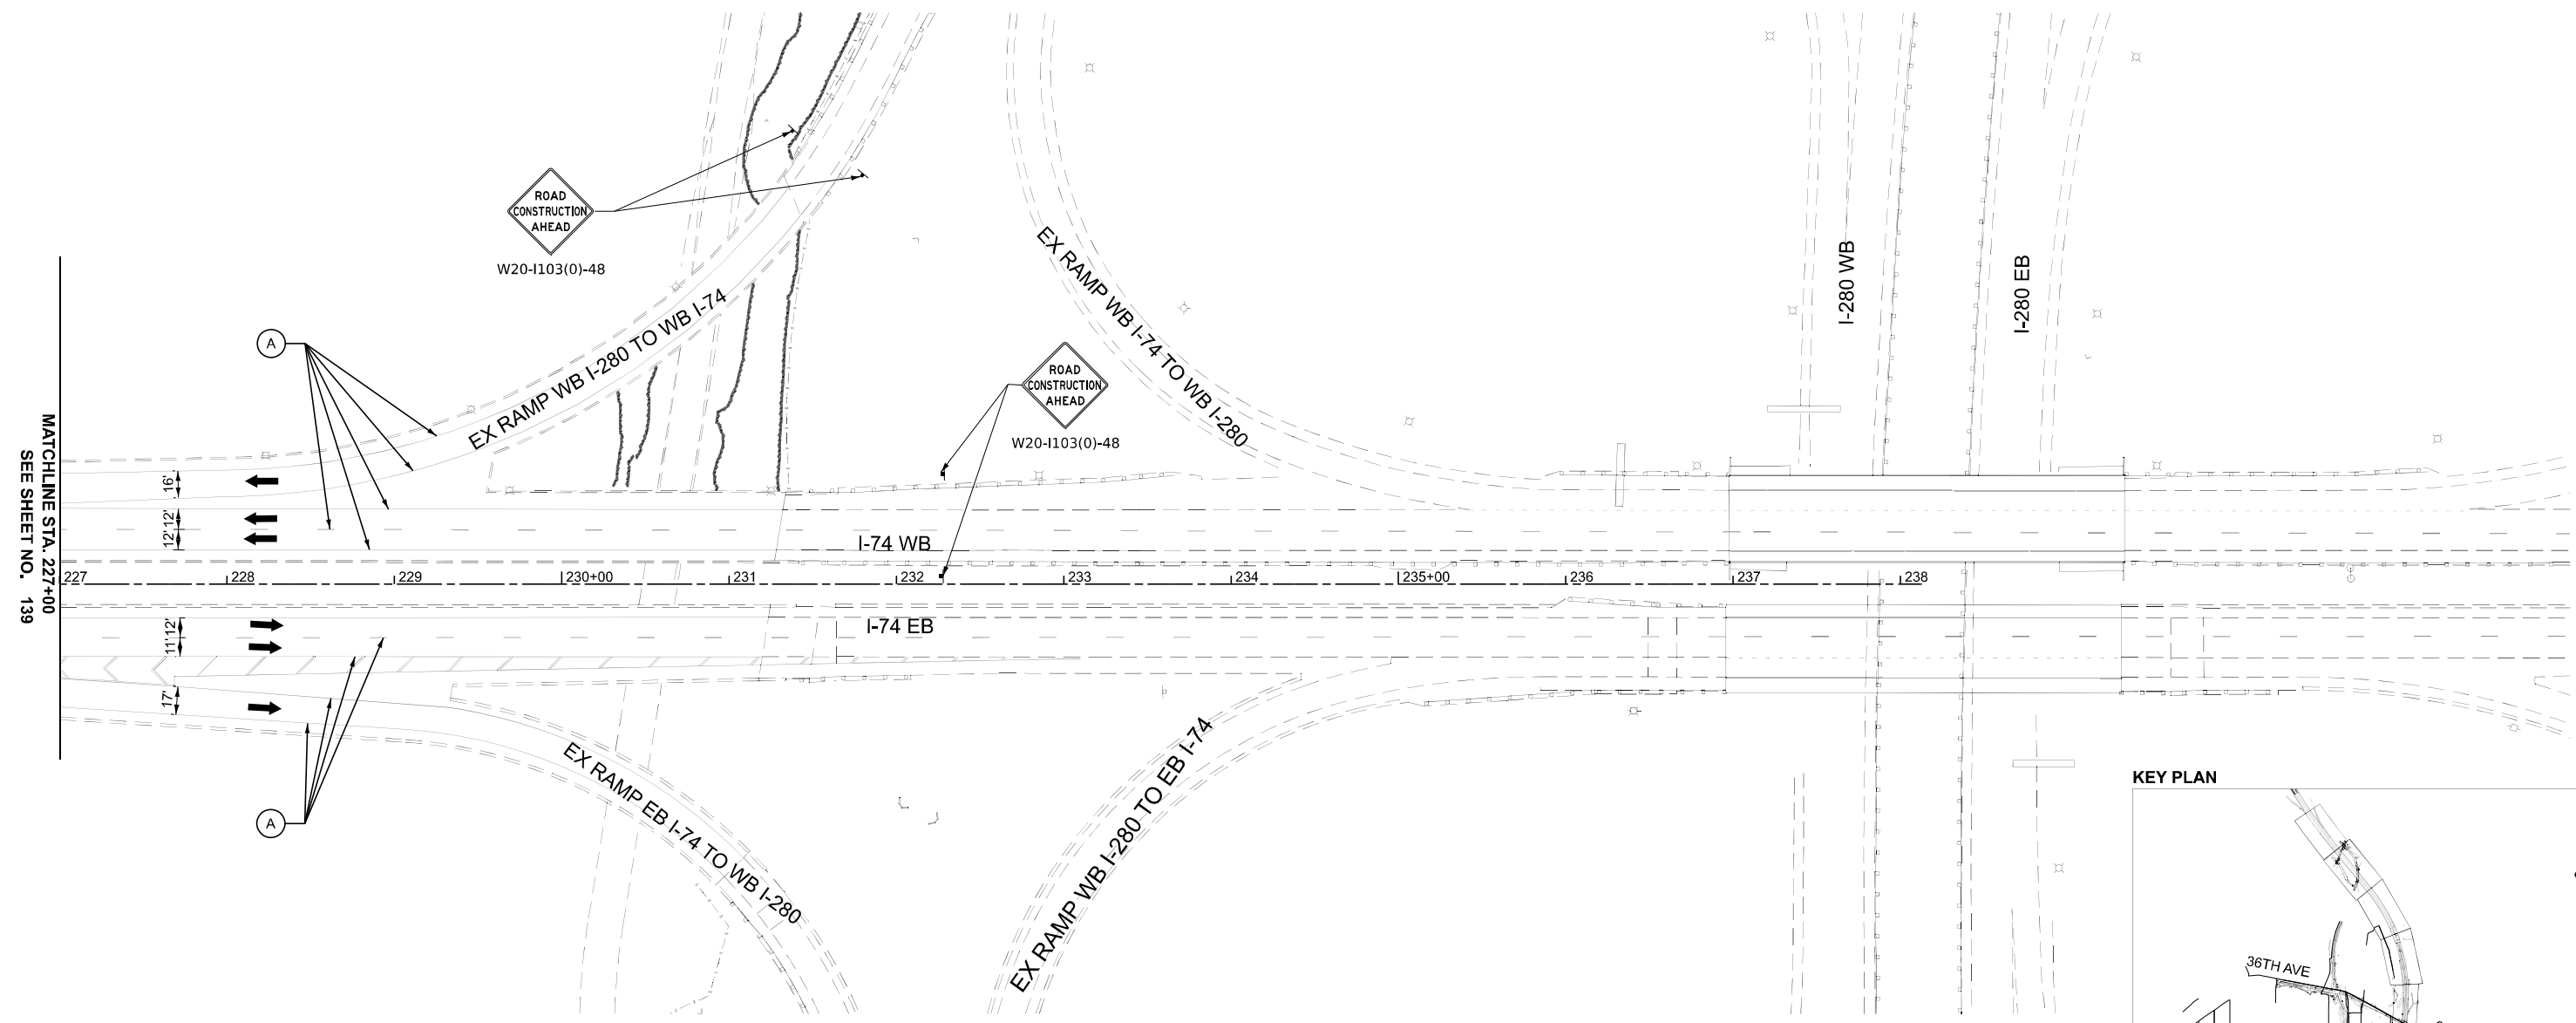 ROAD
CONSTRUCTION
AHEAD
W20-I103(0)-48
EX RAMP WB I-280 TO WB I-74
EX RAMP WB I-74 TO WB I-280
I-280 WB
I-280 EB
A
ROAD
CONSTRUCTION
AHEAD
W20-I103(0)-48
MATCHLINE STA. 227+00
SEE SHEET NO. 139
16'
12'
12'
I-74 WB
227
228
229
230+00
231
232
233
234
235+00
236
237
238
12'
11'
I-74 EB
17'
A
EX RAMP EB I-74 TO WB I-280
EX RAMP WB I-280 TO EB I-74
KEY PLAN
36TH AVE